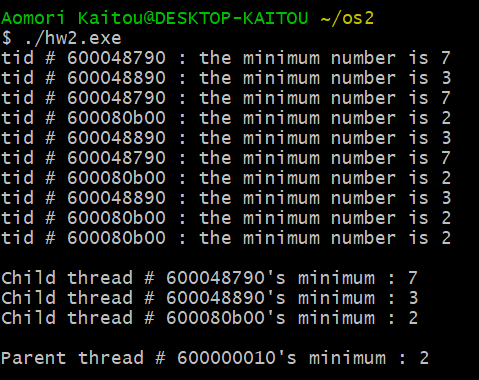 Aomori Kaitou@DESKTOP-KAITOU ~/os2
$ ./hw2.exe
tid # 600048790 : the minimum number is 7
tid # 600048890 : the minimum number is 3
tid # 600048790 : the minimum number is 7
tid # 600080b00 : the minimum number is 2
tid # 600048890 : the minimum number is 3
tid # 600048790 : the minimum number is 7
tid # 600080b00 : the minimum number is 2
tid # 600048890 : the minimum number is 3
tid # 600080b00 : the minimum number is 2
tid # 600080b00 : the minimum number is 2
Child thread # 600048790's minimum : 7
Child thread # 600048890's minimum : 3
Child thread # 600080b00's minimum : 2
Parent thread # 600000010's minimum : 2